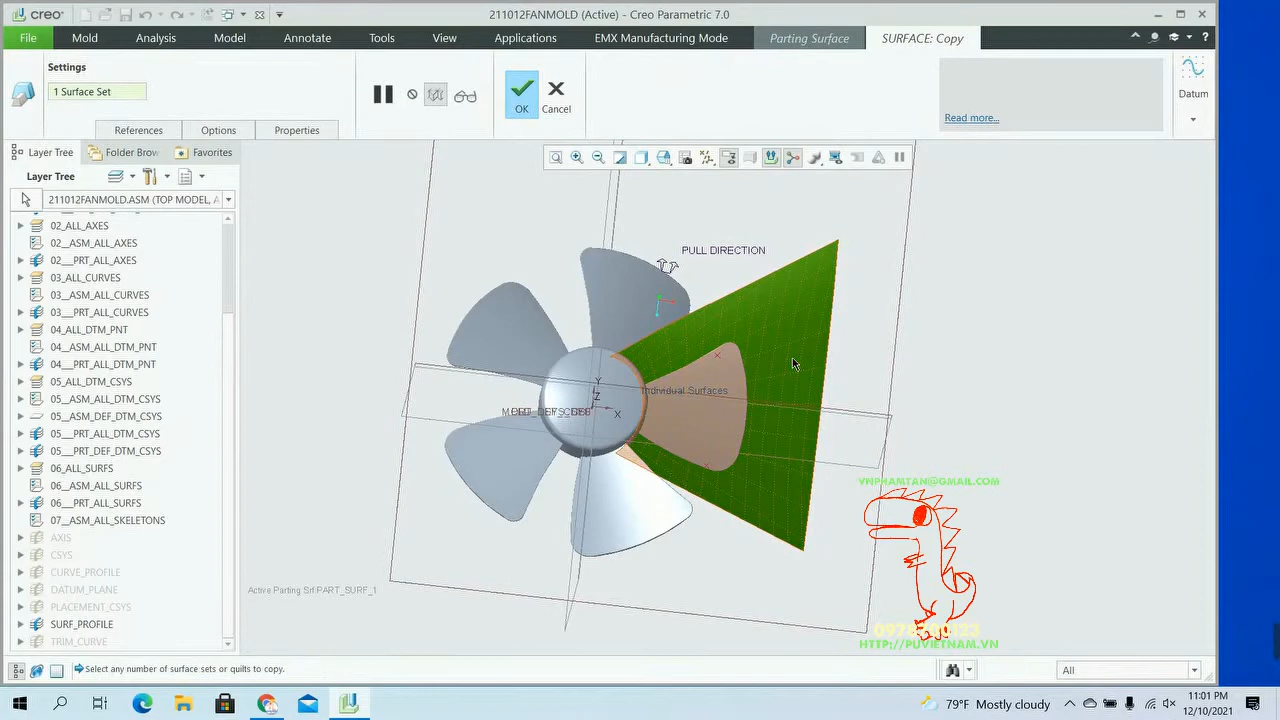 creo
211012FANMOLD (Active) - Creo Parametric 7.0
File Mold Analysis Model Annotate Tools View Applications EMX Manufacturing Mode Parting Surface SURFACE: Copy
Settings
1 Surface Set
OK
Cancel
Read more...
Datum
References Options Properties
Layer Tree Folder Brow Favorites
Layer Tree
211012FANMOLD.ASM (TOP MODEL, A
02_ALL_AXES
02__ASM_ALL_AXES
02__PRT_ALL_AXES
03_ALL_CURVES
03__ASM_ALL_CURVES
03__PRT_ALL_CURVES
04_ALL_DTM_PNT
04__ASM_ALL_DTM_PNT
04__PRT_ALL_DTM_PNT
05_ALL_DTM_CSYS
05__ASM_ALL_DTM_CSYS
05__ASM_DEF_DTM_CSYS
05__PRT_ALL_DTM_CSYS
05__PRT_DEF_DTM_CSYS
06_ALL_SURFS
06__ASM_ALL_SURFS
06__PRT_ALL_SURFS
07__ASM_ALL_SKELETONS
AXIS
CSYS
CURVE_PROFILE
DATUM_PLANE
PLACEMENT_CSYS
SURF_PROFILE
TRIM_CURVE
PULL DIRECTION
Individual Surfaces
Y
Z
X
Active Parting Srf:PART_SURF_1
VNPHAMTAN@GMAIL.COM
HTTP://PUVIETNAM.VN
Select any number of surface sets or quilts to copy.
All
79°F Mostly cloudy
11:01 PM
12/10/2021